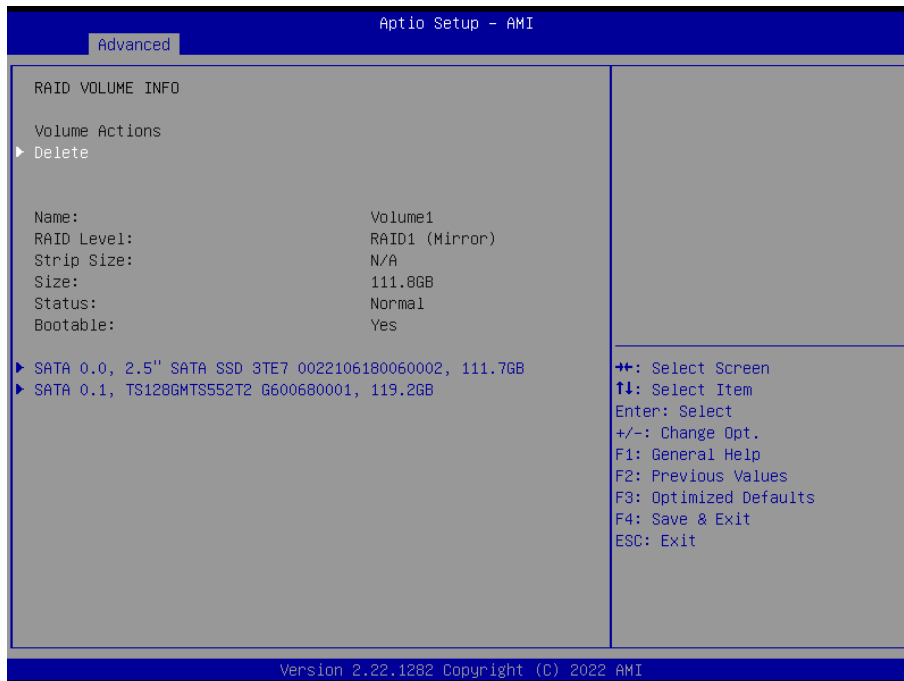 Aptio Setup - AMI
Advanced
RAID VOLUME INFO
Volume Actions
Delete
Name: Volume1
RAID Level: RAID1 (Mirror)
Strip Size: N/A
Size: 111.8GB
Status: Normal
Bootable: Yes
SATA 0.0, 2.5" SATA SSD 3TE7 0022106180060002, 111.7GB
SATA 0.1, TS128GMTS552T2 G600680001, 119.2GB
→←: Select Screen
↑↓: Select Item
Enter: Select
+/-: Change Opt.
F1: General Help
F2: Previous Values
F3: Optimized Defaults
F4: Save & Exit
ESC: Exit
Version 2.22.1282 Copyright (C) 2022 AMI